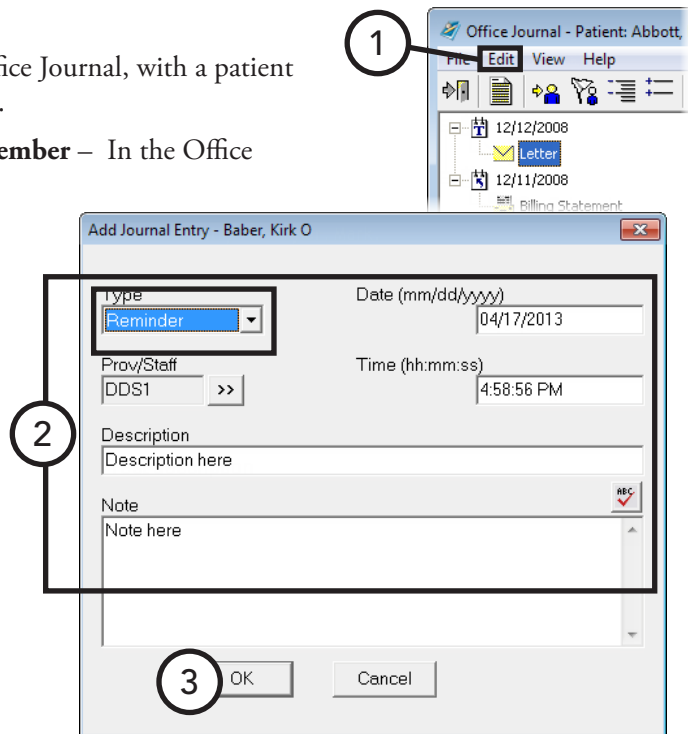 fice Journal, with a patient
.
ember – In the Office
1
Office Journal - Patient: Abbott,
File Edit View Help
12/12/2008
Letter
12/11/2008
Billing Statement
Add Journal Entry - Baber, Kirk O
Type Date (mm/dd/yyyy)
Reminder 04/17/2013
Prov/Staff Time (hh:mm:ss)
DDS1 >> 4:58:56 PM
2
Description
Description here
ABC
Note
Note here
3 OK Cancel